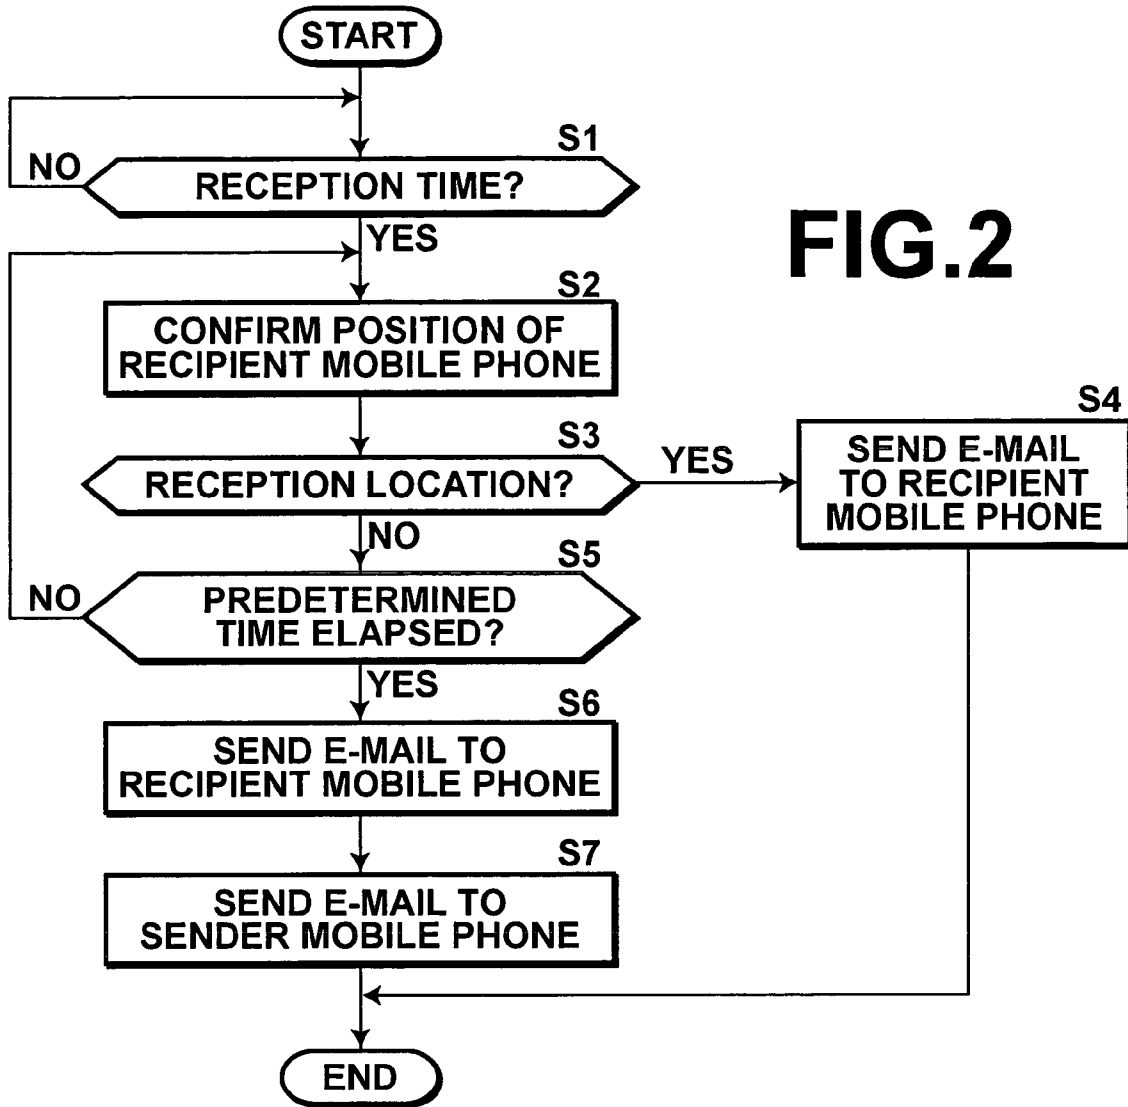 START
S1
NO
RECEPTION TIME?
YES
FIG.2
S2
CONFIRM POSITION OF
RECIPIENT MOBILE PHONE
S3
RECEPTION LOCATION?
YES
S4
SEND E-MAIL
TO RECIPIENT
MOBILE PHONE
NO
S5
NO
PREDETERMINED
TIME ELAPSED?
YES
S6
SEND E-MAIL TO
RECIPIENT MOBILE PHONE
S7
SEND E-MAIL TO
SENDER MOBILE PHONE
END